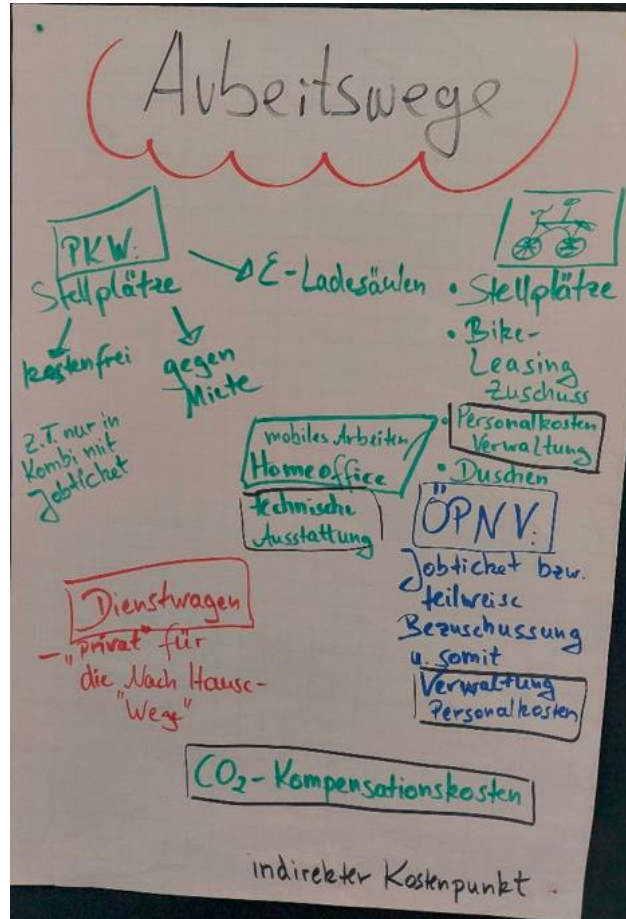 Arbeitswege
PKW:
Stellplätze
kostenfrei
gegen
Miete
z.T. nur in
Kombi mit
Jobticket
E-Ladesäulen
• Stellplätze
• Bike-
Leasing
Zuschuss
• Personalkosten
Verwaltung
• Duschen
mobiles Arbeiten
Homeoffice
technische
Ausstattung
ÖPNV:
Jobticket bzw.
teilweise
Bezuschussung
u. somit
Verwaltung
Personalkosten
Dienstwagen
- "privat" für
die Nach Hause-
"Wege"
CO₂-Kompensationskosten
indirekter Kostenpunkt